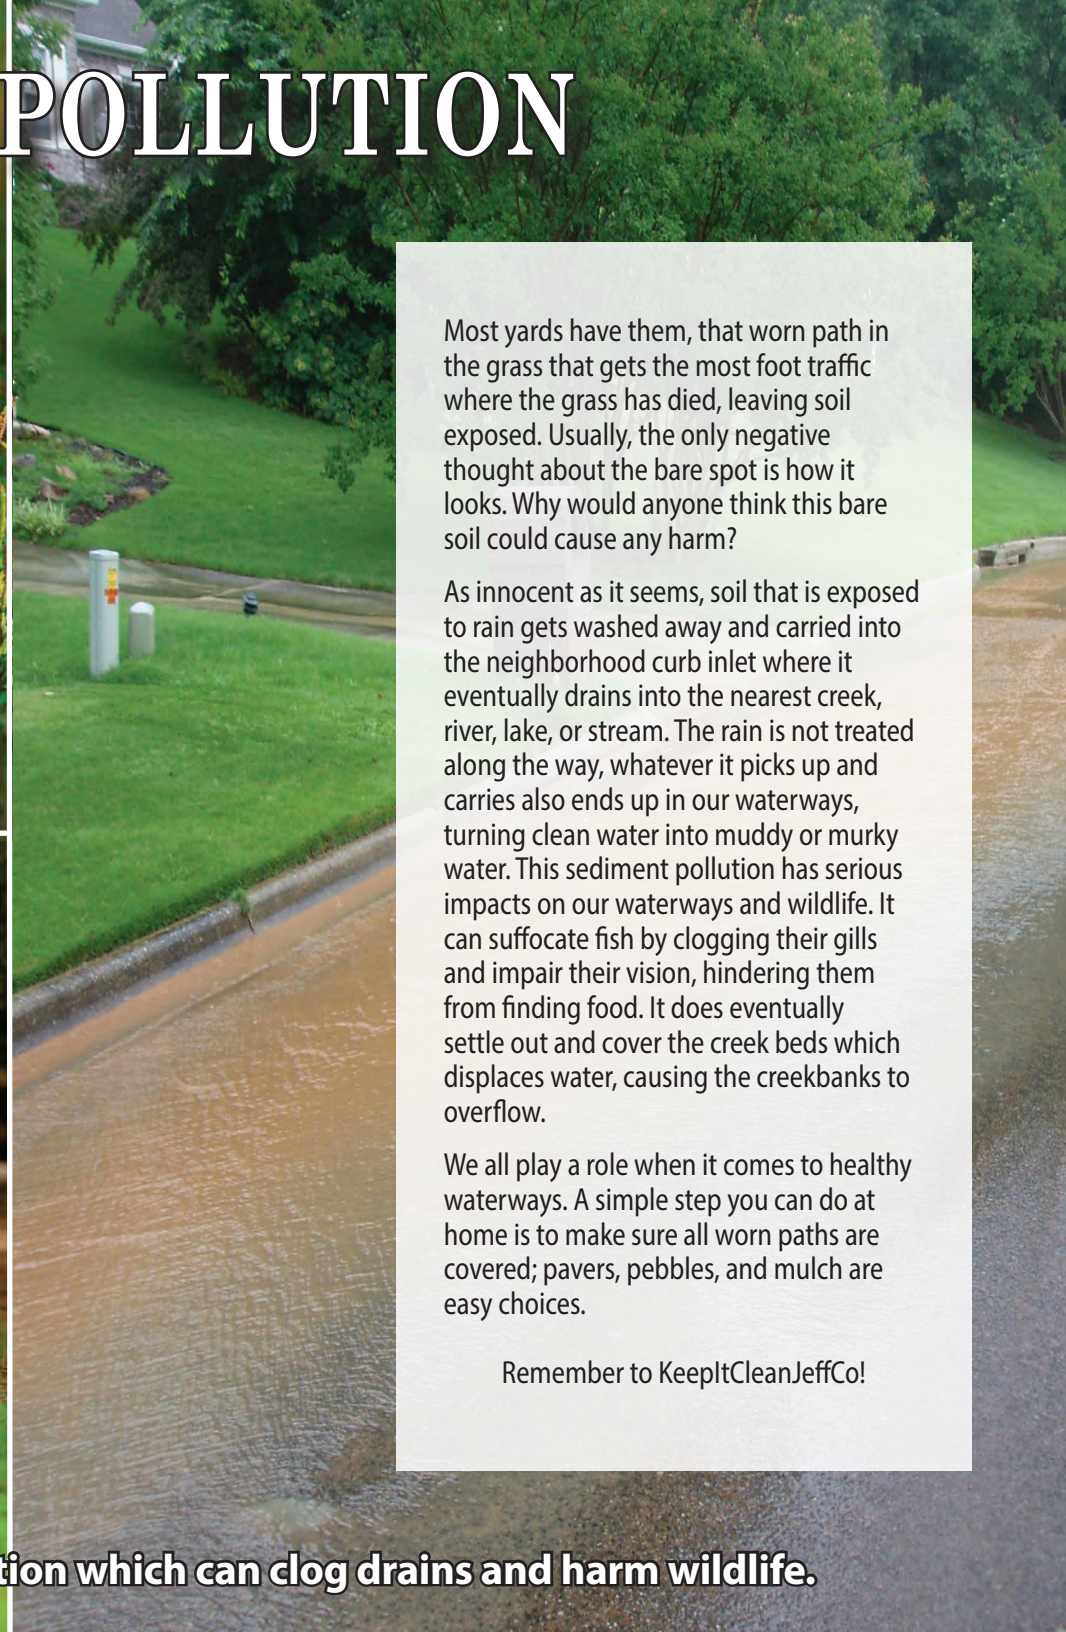 POLLUTION
Most yards have them, that worn path in
the grass that gets the most foot traffic
where the grass has died, leaving soil
exposed. Usually, the only negative
thought about the bare spot is how it
looks. Why would anyone think this bare
soil could cause any harm?
As innocent as it seems, soil that is exposed
to rain gets washed away and carried into
the neighborhood curb inlet where it
eventually drains into the nearest creek,
river, lake, or stream. The rain is not treated
along the way, whatever it picks up and
carries also ends up in our waterways,
turning clean water into muddy or murky
water. This sediment pollution has serious
impacts on our waterways and wildlife. It
can suffocate fish by clogging their gills
and impair their vision, hindering them
from finding food. It does eventually
settle out and cover the creek beds which
displaces water, causing the creekbanks to
overflow.
We all play a role when it comes to healthy
waterways. A simple step you can do at
home is to make sure all worn paths are
covered; pavers, pebbles, and mulch are
easy choices.
Remember to KeepItCleanJeffCo!
tion which can clog drains and harm wildlife.